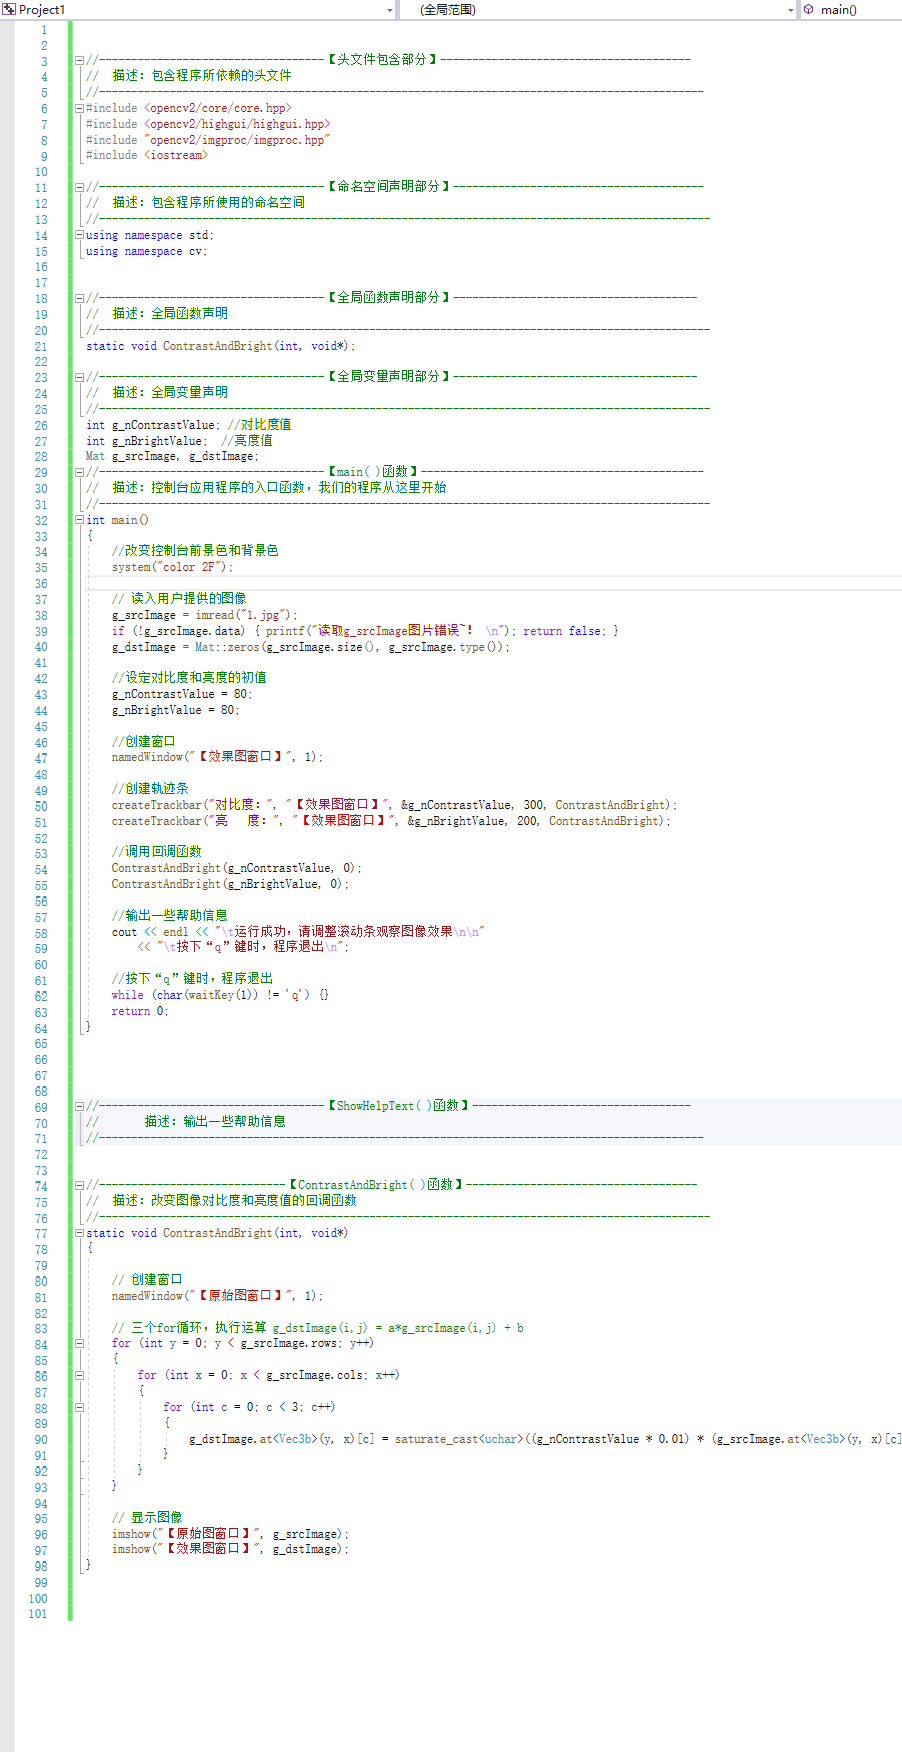 Project1 (全局范围) main()
1
2
3 //-----------------------------------【头文件包含部分】---------------------------------------
4 //  描述：包含程序所依赖的头文件
5 //----------------------------------------------------------------------------------------------
6 #include <opencv2/core/core.hpp>
7 #include <opencv2/highgui/highgui.hpp>
8 #include "opencv2/imgproc/imgproc.hpp"
9 #include <iostream>
10
11 //-----------------------------------【命名空间声明部分】---------------------------------------
12 //  描述：包含程序所使用的命名空间
13 //-----------------------------------------------------------------------------------------------
14 using namespace std;
15 using namespace cv;
16
17
18 //-----------------------------------【全局函数声明部分】--------------------------------------
19 //  描述：全局函数声明
20 //-----------------------------------------------------------------------------------------------
21 static void ContrastAndBright(int, void*);
22
23 //-----------------------------------【全局变量声明部分】--------------------------------------
24 //  描述：全局变量声明
25 //-----------------------------------------------------------------------------------------------
26 int g_nContrastValue; //对比度值
27 int g_nBrightValue;  //亮度值
28 Mat g_srcImage, g_dstImage;
29 //-----------------------------------【main( )函数】--------------------------------------------
30 //  描述：控制台应用程序的入口函数，我们的程序从这里开始
31 //-----------------------------------------------------------------------------------------------
32 int main()
33 {
34     //改变控制台前景色和背景色
35     system("color 2F");
36
37     // 读入用户提供的图像
38     g_srcImage = imread("1.jpg");
39     if (!g_srcImage.data) { printf("读取g_srcImage图片错误~！ \n"); return false; }
40     g_dstImage = Mat::zeros(g_srcImage.size(), g_srcImage.type());
41
42     //设定对比度和亮度的初值
43     g_nContrastValue = 80;
44     g_nBrightValue = 80;
45
46     //创建窗口
47     namedWindow("【效果图窗口】", 1);
48
49     //创建轨迹条
50     createTrackbar("对比度：", "【效果图窗口】", &g_nContrastValue, 300, ContrastAndBright);
51     createTrackbar("亮   度：", "【效果图窗口】", &g_nBrightValue, 200, ContrastAndBright);
52
53     //调用回调函数
54     ContrastAndBright(g_nContrastValue, 0);
55     ContrastAndBright(g_nBrightValue, 0);
56
57     //输出一些帮助信息
58     cout << endl << "\t运行成功，请调整滚动条观察图像效果\n\n"
59         << "\t按下“q”键时，程序退出\n";
60
61     //按下“q”键时，程序退出
62     while (char(waitKey(1)) != 'q') {}
63     return 0;
64 }
65
66
67
68
69 //-----------------------------------【ShowHelpText( )函数】----------------------------------
70 //       描述：输出一些帮助信息
71 //----------------------------------------------------------------------------------------------
72
73
74 //-----------------------------【ContrastAndBright( )函数】------------------------------------
75 //  描述：改变图像对比度和亮度值的回调函数
76 //-----------------------------------------------------------------------------------------------
77 static void ContrastAndBright(int, void*)
78 {
79
80     // 创建窗口
81     namedWindow("【原始图窗口】", 1);
82
83     // 三个for循环，执行运算 g_dstImage(i,j) = a*g_srcImage(i,j) + b
84     for (int y = 0; y < g_srcImage.rows; y++)
85     {
86         for (int x = 0; x < g_srcImage.cols; x++)
87         {
88             for (int c = 0; c < 3; c++)
89             {
90                 g_dstImage.at<Vec3b>(y, x)[c] = saturate_cast<uchar>((g_nContrastValue * 0.01) * (g_srcImage.at<Vec3b>(y, x)[c]
91             }
92         }
93     }
94
95     // 显示图像
96     imshow("【原始图窗口】", g_srcImage);
97     imshow("【效果图窗口】", g_dstImage);
98 }
99
100
101